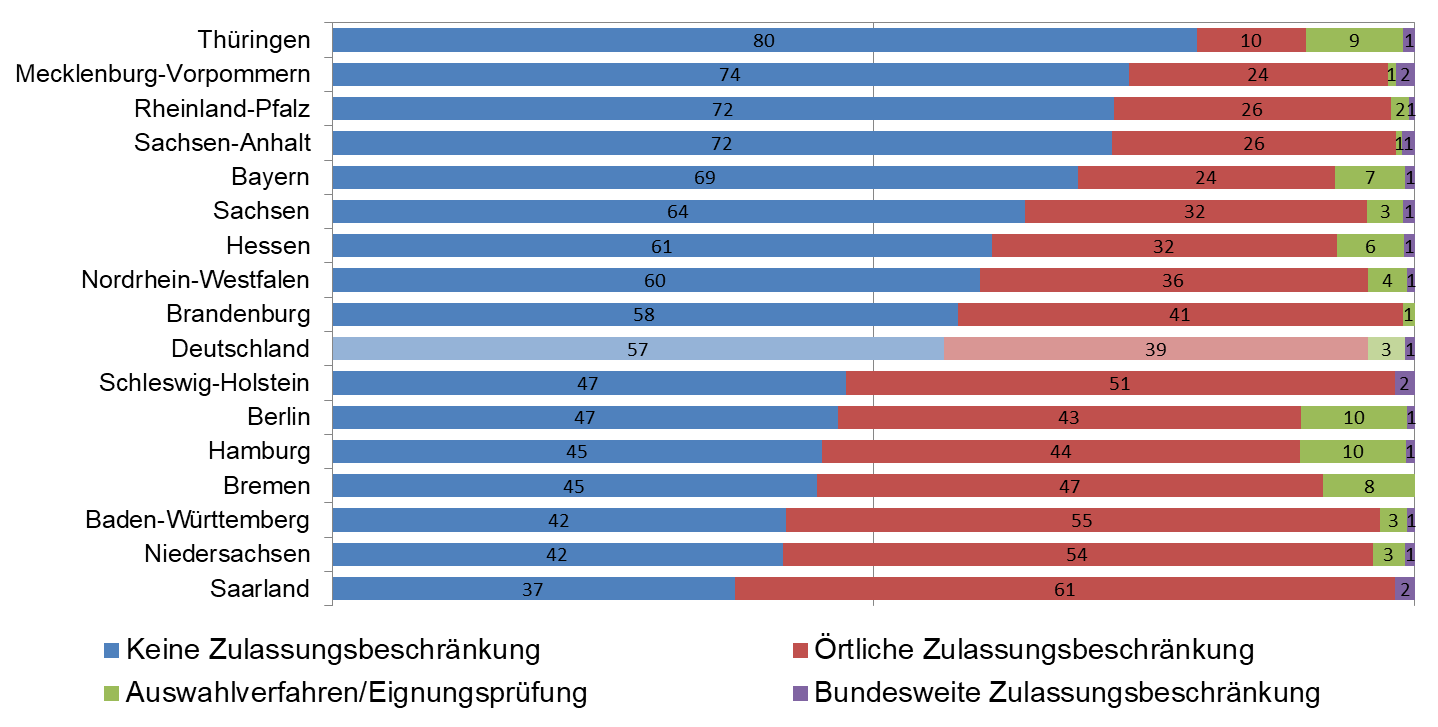 Thüringen 80 10 9 1
Mecklenburg-Vorpommern 74 24 1 2
Rheinland-Pfalz 72 26 2 1
Sachsen-Anhalt 72 26 1 1
Bayern 69 24 7 1
Sachsen 64 32 3 1
Hessen 61 32 6 1
Nordrhein-Westfalen 60 36 4 1
Brandenburg 58 41 1
Deutschland 57 39 3 1
Schleswig-Holstein 47 51 2
Berlin 47 43 10 1
Hamburg 45 44 10 1
Bremen 45 47 8
Baden-Württemberg 42 55 3 1
Niedersachsen 42 54 3 1
Saarland 37 61 2
Keine Zulassungsbeschränkung Örtliche Zulassungsbeschränkung
Auswahlverfahren/Eignungsprüfung Bundesweite Zulassungsbeschränkung